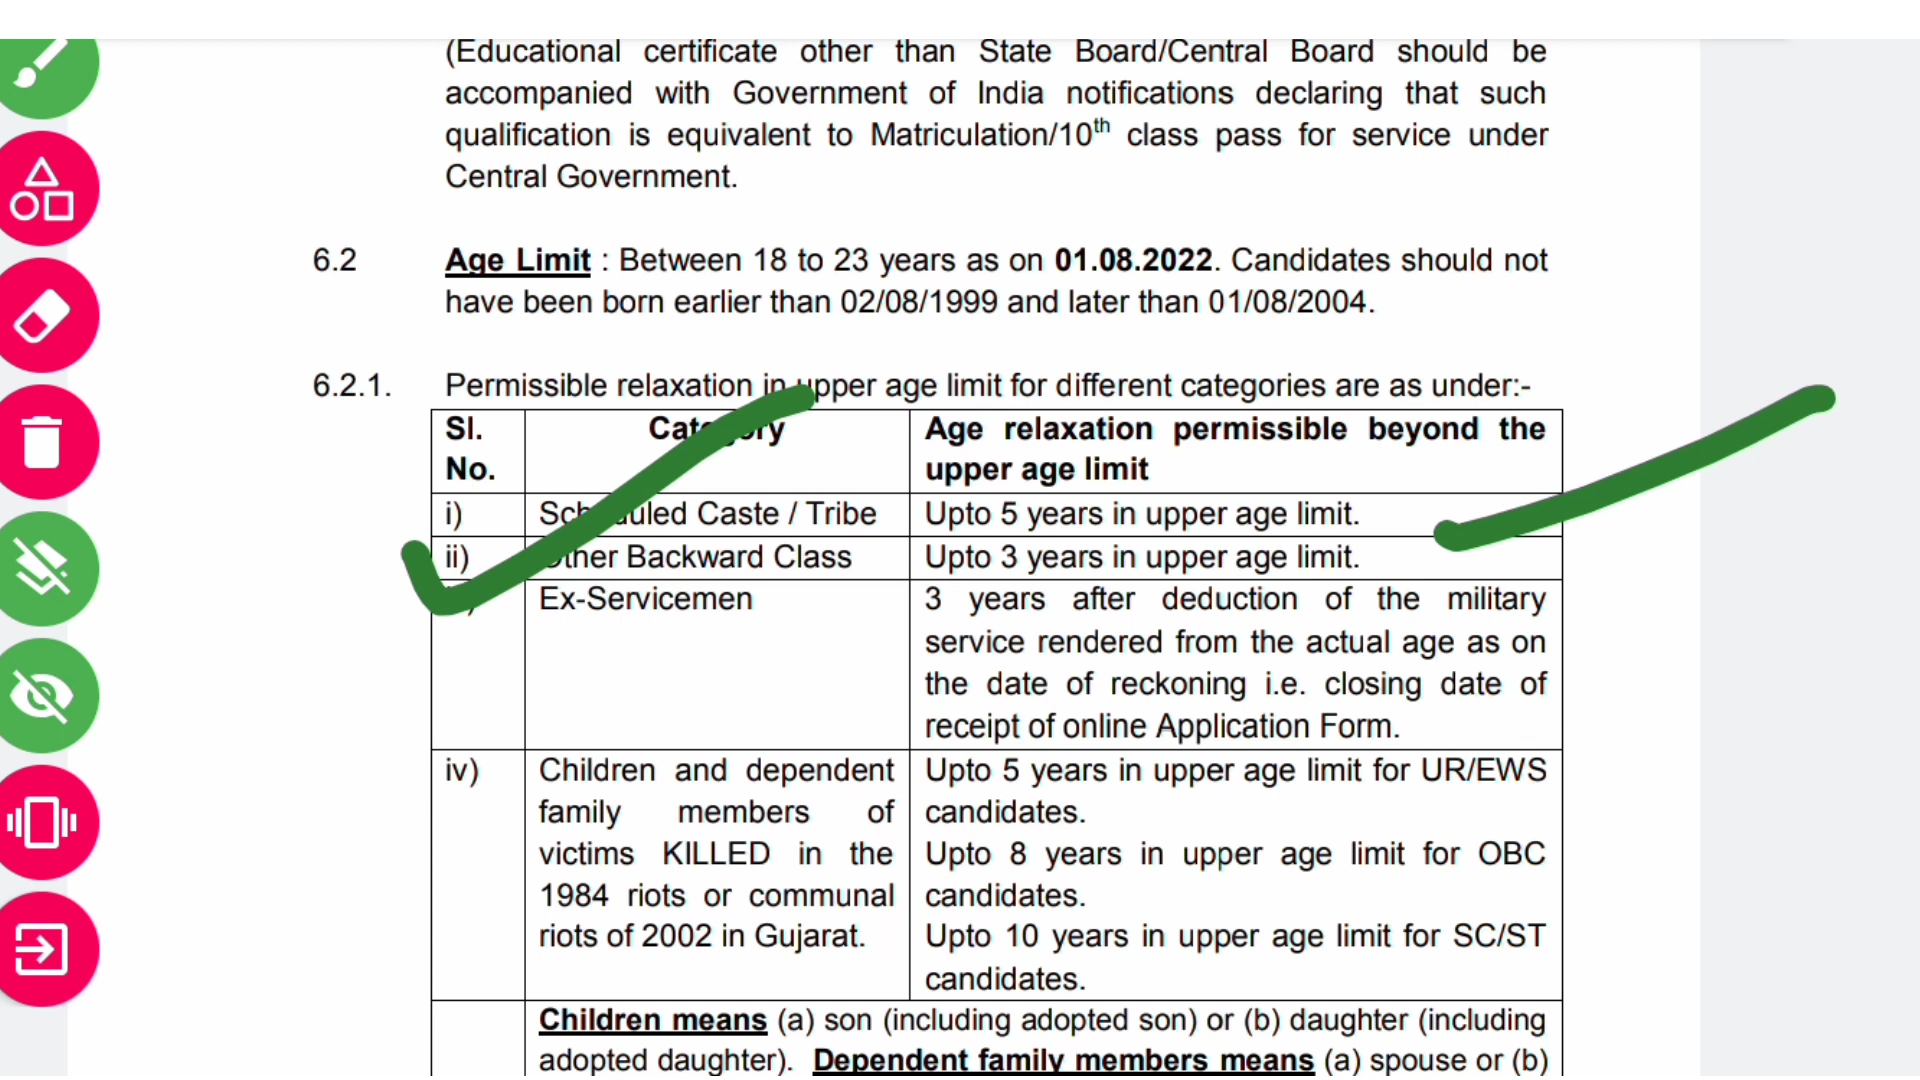 (Educational certificate other than State Board/Central Board should be
accompanied with Government of India notifications declaring that such
qualification is equivalent to Matriculation/10th class pass for service under
Central Government.
6.2 Age Limit : Between 18 to 23 years as on 01.08.2022. Candidates should not
have been born earlier than 02/08/1999 and later than 01/08/2004.
6.2.1. Permissible relaxation in upper age limit for different categories are as under:-
Sl. No.
Category
Age relaxation permissible beyond the
upper age limit
i) Scheduled Caste / Tribe Upto 5 years in upper age limit.
ii) Other Backward Class Upto 3 years in upper age limit.
Ex-Servicemen
3 years after deduction of the military
service rendered from the actual age as on
the date of reckoning i.e. closing date of
receipt of online Application Form.
iv) Children and dependent
family members of
victims KILLED in the
1984 riots or communal
riots of 2002 in Gujarat.
Upto 5 years in upper age limit for UR/EWS
candidates.
Upto 8 years in upper age limit for OBC
candidates.
Upto 10 years in upper age limit for SC/ST
candidates.
Children means (a) son (including adopted son) or (b) daughter (including
adopted daughter). Dependent family members means (a) spouse or (b)